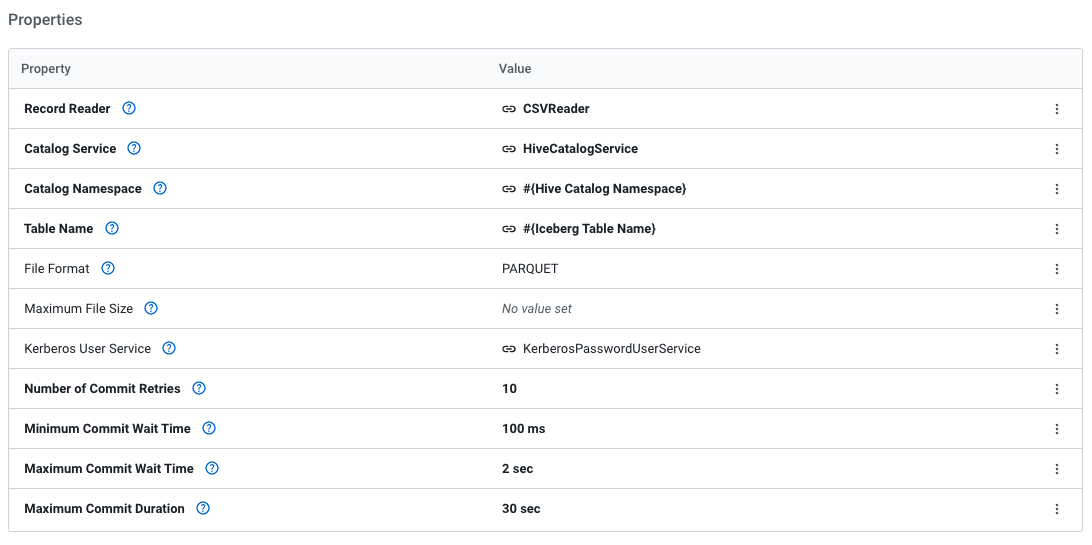 Properties
Property Value
Record Reader CSVReader
Catalog Service HiveCatalogService
Catalog Namespace #{Hive Catalog Namespace}
Table Name #{Iceberg Table Name}
File Format PARQUET
Maximum File Size No value set
Kerberos User Service KerberosPasswordUserService
Number of Commit Retries 10
Minimum Commit Wait Time 100 ms
Maximum Commit Wait Time 2 sec
Maximum Commit Duration 30 sec